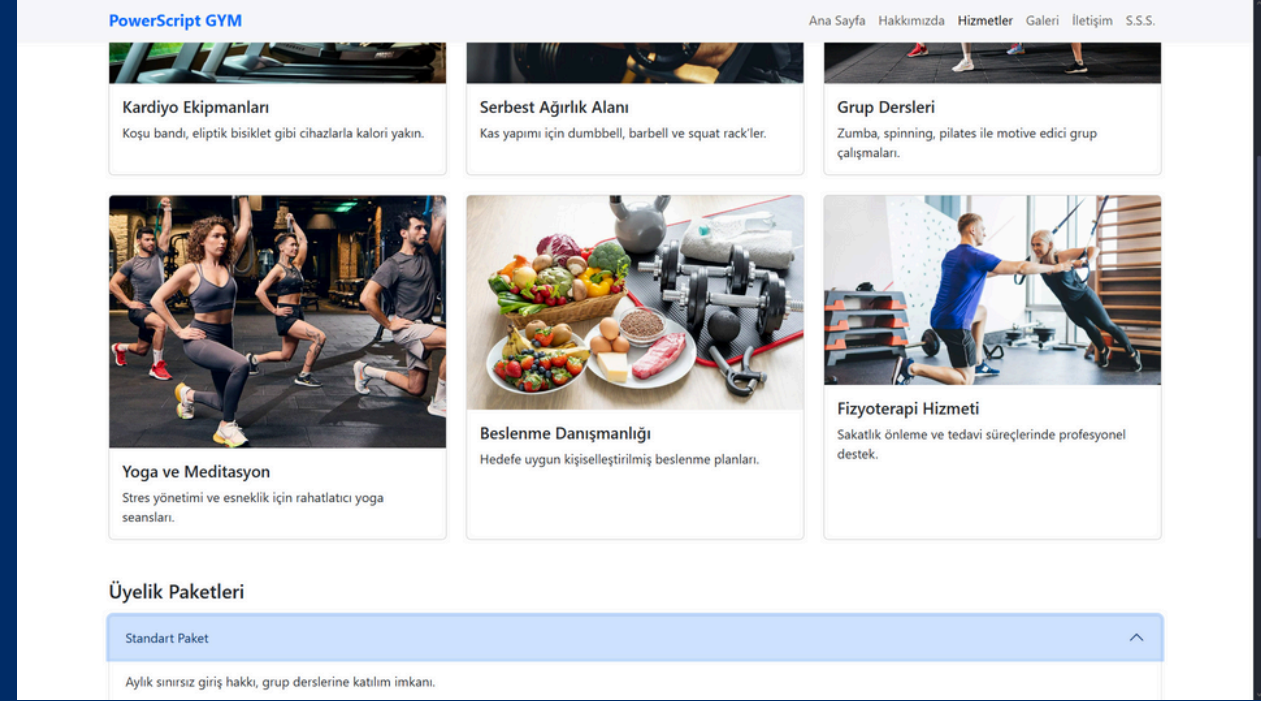 PowerScript GYM
Ana Sayfa Hakkımızda Hizmetler Galeri İletişim S.S.S.
Kardiyo Ekipmanları
Koşu bandı, eliptik bisiklet gibi cihazlarla kalori yakın.
Serbest Ağırlık Alanı
Kas yapımı için dumbbell, barbell ve squat rack'ler.
Grup Dersleri
Zumba, spinning, pilates ile motive edici grup
çalışmaları.
Yoga ve Meditasyon
Stres yönetimi ve esneklik için rahatlatıcı yoga
seansları.
Beslenme Danışmanlığı
Hedefe uygun kişiselleştirilmiş beslenme planları.
Fizyoterapi Hizmeti
Sakatlık önleme ve tedavi süreçlerinde profesyonel
destek.
Üyelik Paketleri
Standart Paket
Aylık sınırsız giriş hakkı, grup derslerine katılım imkanı.